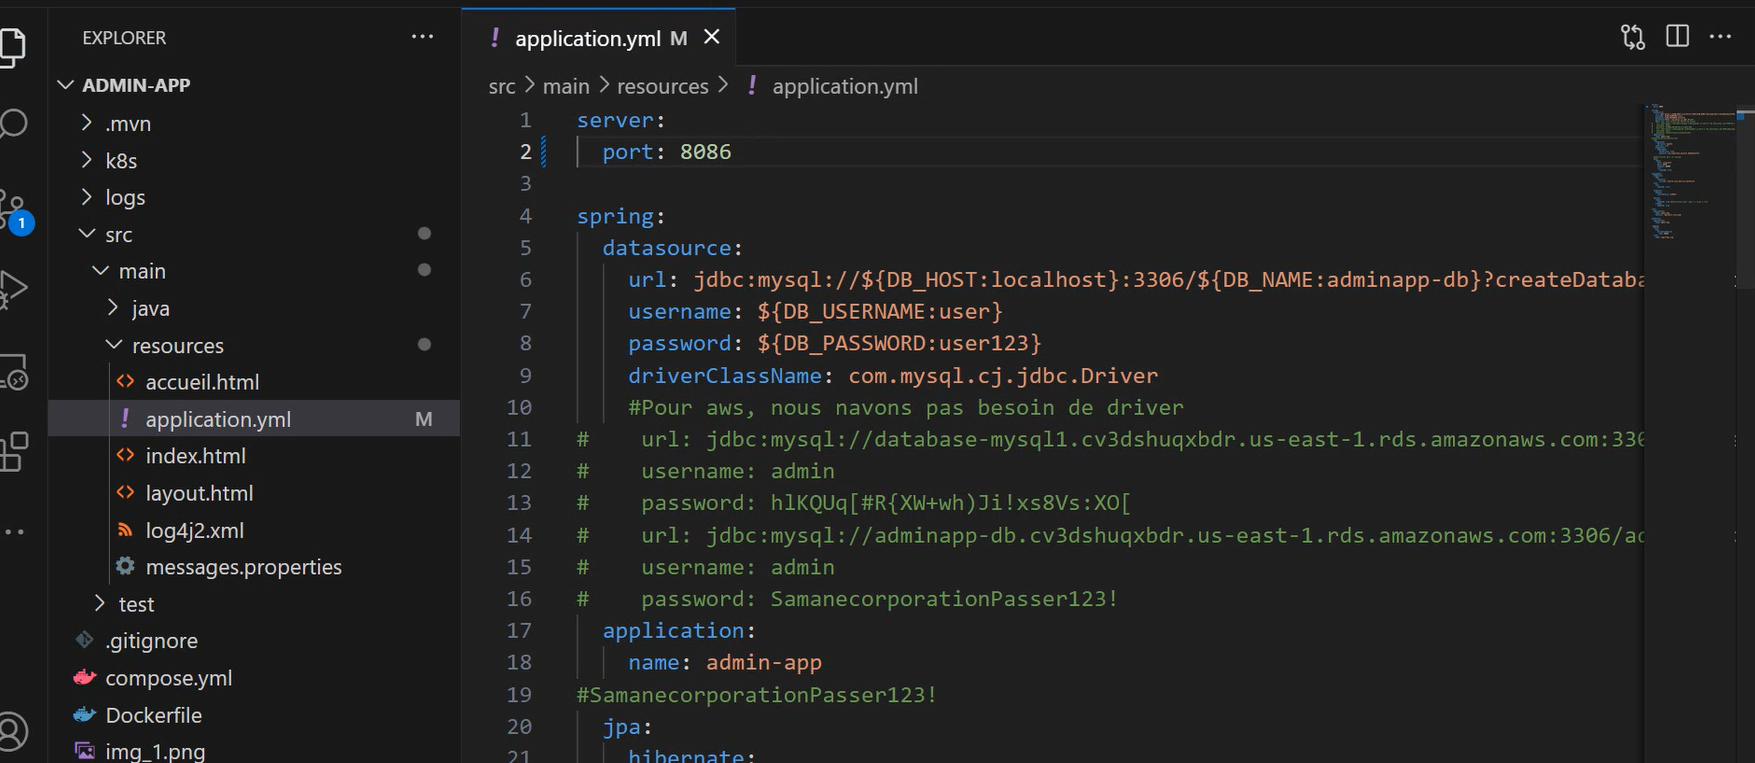 EXPLORER
ADMIN-APP
.mvn
k8s
logs
src
main
java
resources
accueil.html
application.yml M
index.html
layout.html
log4j2.xml
messages.properties
test
.gitignore
compose.yml
Dockerfile
img_1.png
1
! application.yml M
src > main > resources > ! application.yml
1 server:
2   port: 8086
3
4 spring:
5   datasource:
6     url: jdbc:mysql://${DB_HOST:localhost}:3306/${DB_NAME:adminapp-db}?createDataba
7     username: ${DB_USERNAME:user}
8     password: ${DB_PASSWORD:user123}
9     driverClassName: com.mysql.cj.jdbc.Driver
10     #Pour aws, nous navons pas besoin de driver
11 #    url: jdbc:mysql://database-mysql1.cv3dshuqxbdr.us-east-1.rds.amazonaws.com:330
12 #    username: admin
13 #    password: hlKQUq[#R{XW+wh)Ji!xs8Vs:XO[
14 #    url: jdbc:mysql://adminapp-db.cv3dshuqxbdr.us-east-1.rds.amazonaws.com:3306/ad
15 #    username: admin
16 #    password: SamanecorporationPasser123!
17   application:
18     name: admin-app
19 #SamanecorporationPasser123!
20   jpa:
21     hibernate: